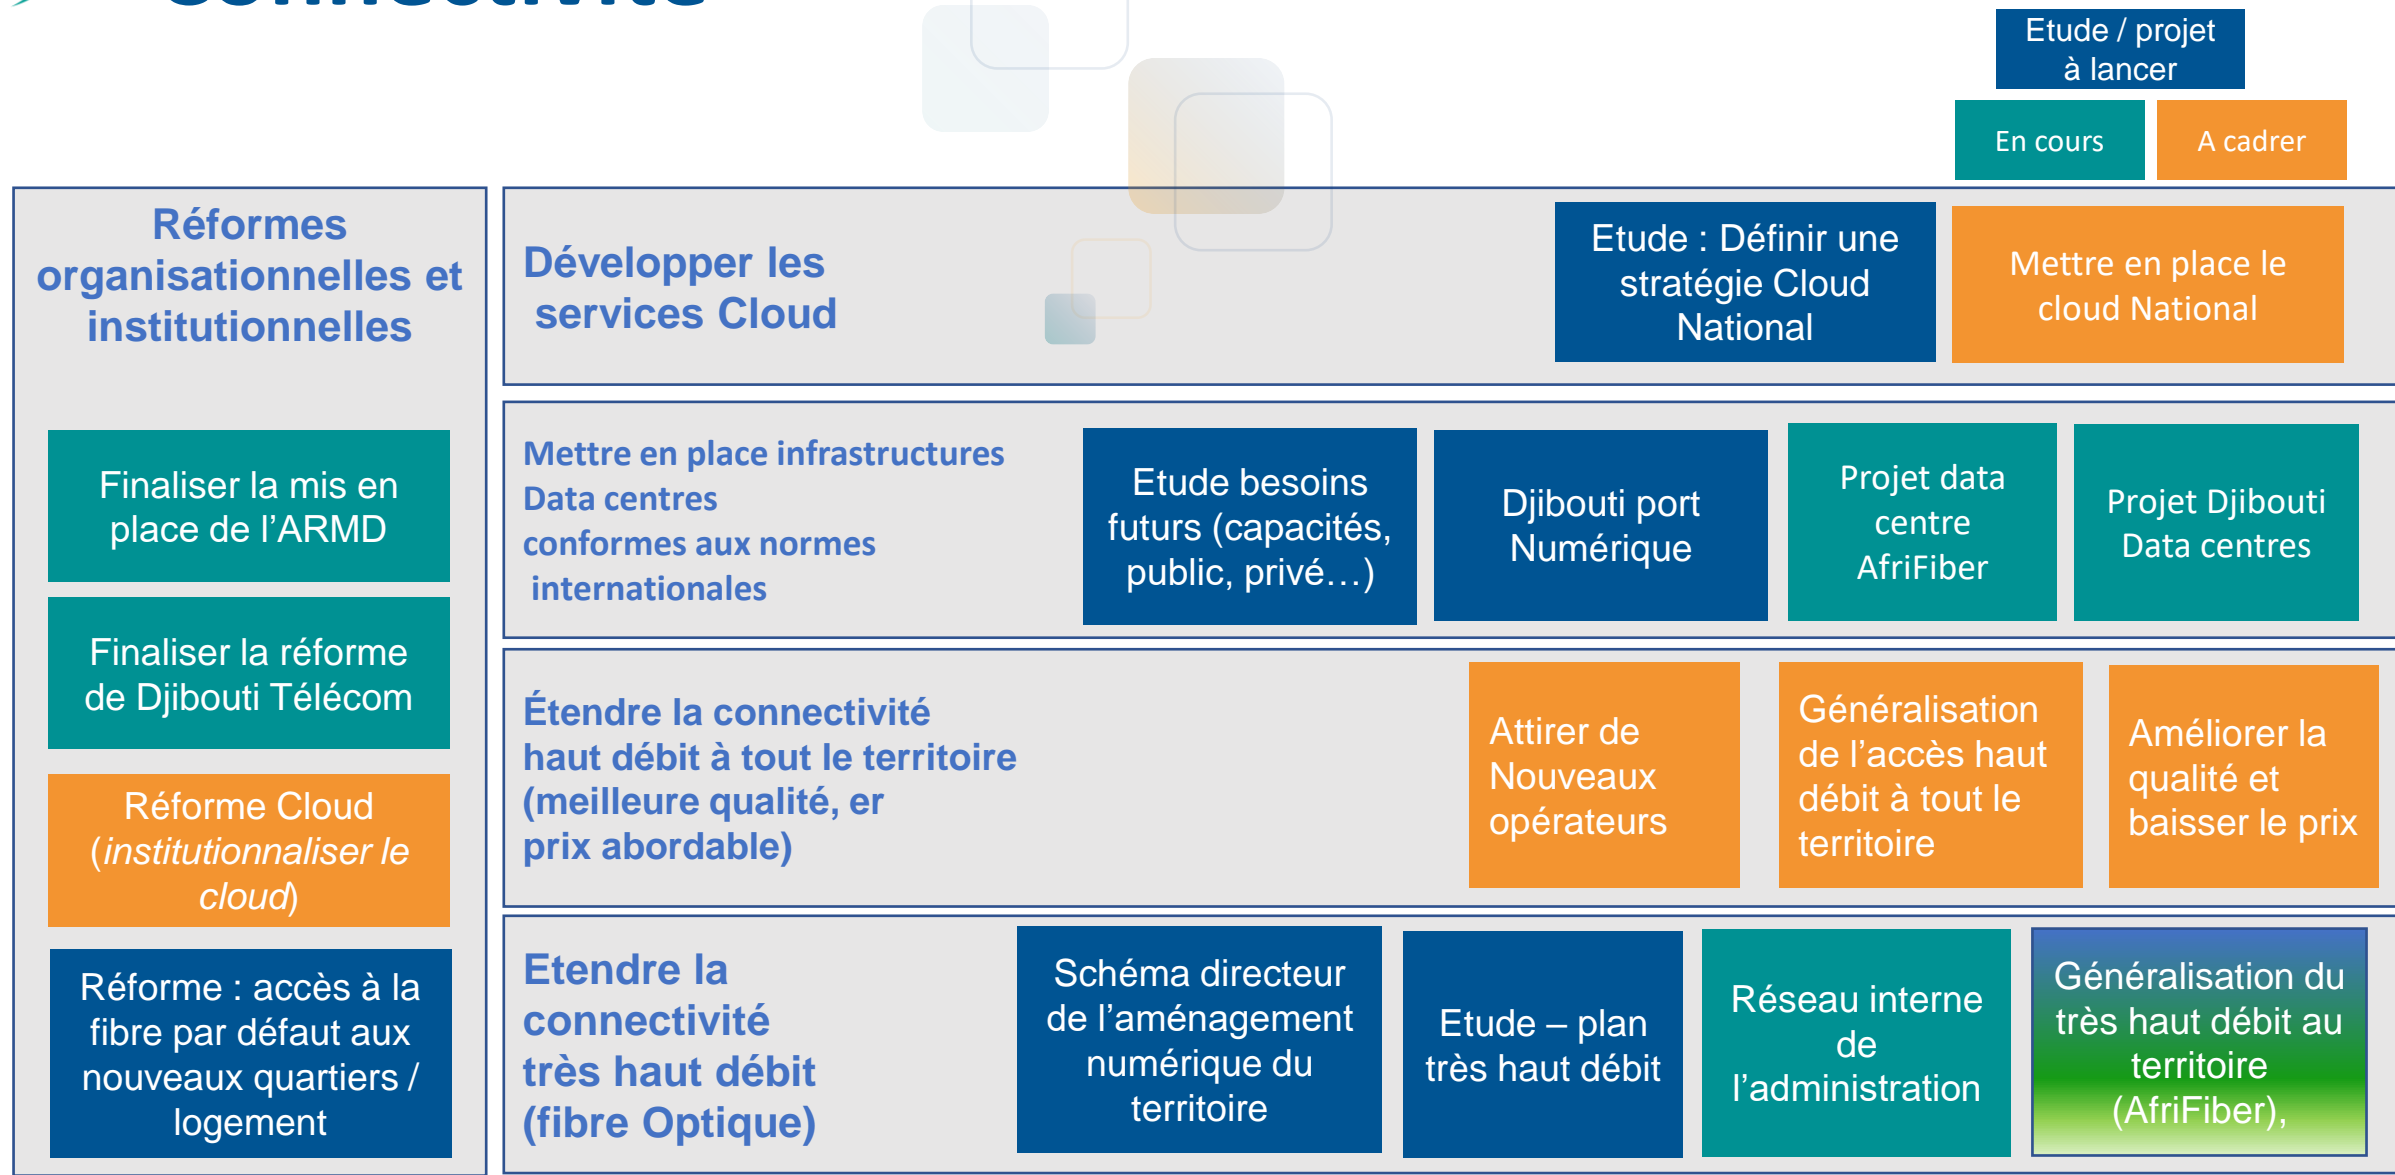 Connectivité
Etude / projet
à lancer
En cours
A cadrer
Réformes
organisationnelles et
institutionnelles
Finaliser la mis en
place de l’ARMD
Finaliser la réforme
de Djibouti Télécom
Réforme Cloud
(institutionnaliser le
cloud)
Réforme : accès à la
fibre par défaut aux
nouveaux quartiers /
logement
Développer les
services Cloud
Etude : Définir une
stratégie Cloud
National
Mettre en place le
cloud National
Mettre en place infrastructures
Data centres
conformes aux normes
internationales
Etude besoins
futurs (capacités,
public, privé…)
Djibouti port
Numérique
Projet data
centre
AfriFiber
Projet Djibouti
Data centres
Étendre la connectivité
haut débit à tout le territoire
(meilleure qualité, er
prix abordable)
Attirer de
Nouveaux
opérateurs
Généralisation
de l’accès haut
débit à tout le
territoire
Améliorer la
qualité et
baisser le prix
Etendre la
connectivité
très haut débit
(fibre Optique)
Schéma directeur
de l’aménagement
numérique du
territoire
Etude – plan
très haut débit
Réseau interne
de
l’administration
Généralisation du
très haut débit au
territoire
(AfriFiber),